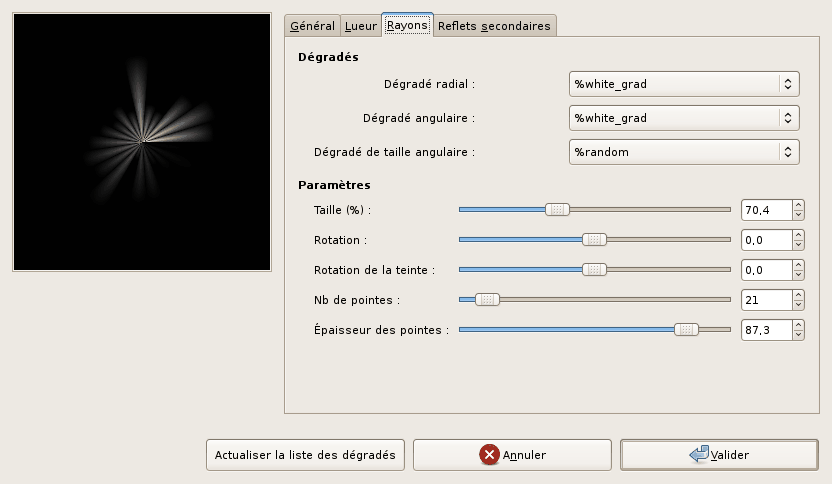 Général Lueur Rayons Reflets secondaires
Dégradés
Dégradé radial : %white_grad
Dégradé angulaire : %white_grad
Dégradé de taille angulaire : %random
Paramètres
Taille (%) : 70,4
Rotation : 0,0
Rotation de la teinte : 0,0
Nb de pointes : 21
Épaisseur des pointes : 87,3
Actualiser la liste des dégradés Annuler Valider